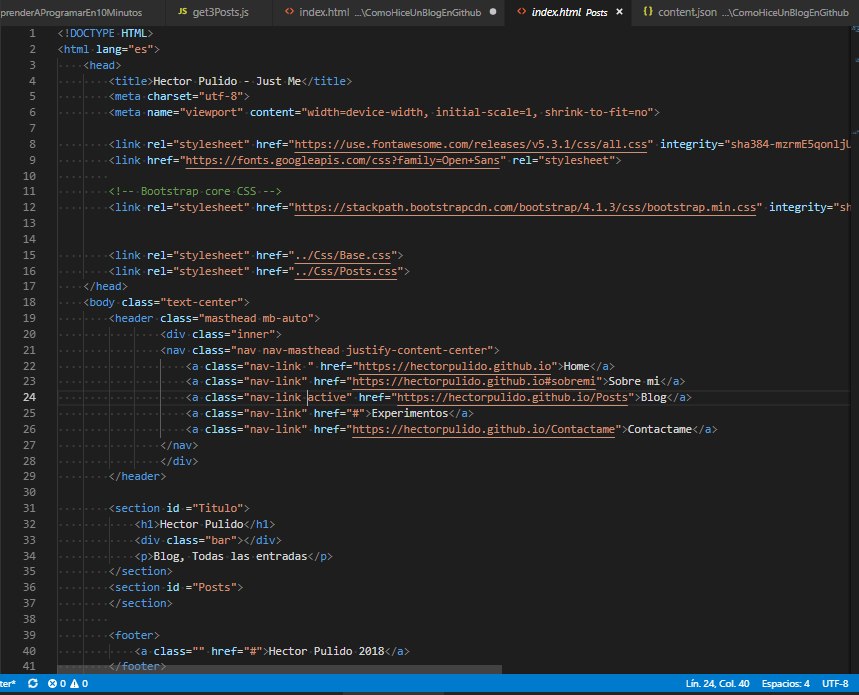 prenderAProgramarEn10Minutos JS get3Posts.js <> index.html ...\ComoHiceUnBlogEnGithub ● <> index.html Posts × {} content.json ...\ComoHiceUnBlogEnGithub
1 <!DOCTYPE HTML>
2 <html lang="es">
3 <head>
4 <title>Hector Pulido - Just Me</title>
5 <meta charset="utf-8">
6 <meta name="viewport" content="width=device-width, initial-scale=1, shrink-to-fit=no">
7
8 <link rel="stylesheet" href="https://use.fontawesome.com/releases/v5.3.1/css/all.css" integrity="sha384-mzrmE5qonljU
9 <link href="https://fonts.googleapis.com/css?family=Open+Sans" rel="stylesheet">
10
11 <!-- Bootstrap core CSS -->
12 <link rel="stylesheet" href="https://stackpath.bootstrapcdn.com/bootstrap/4.1.3/css/bootstrap.min.css" integrity="sh
13
14
15 <link rel="stylesheet" href="../Css/Base.css">
16 <link rel="stylesheet" href="../Css/Posts.css">
17 </head>
18 <body class="text-center">
19 <header class="masthead mb-auto">
20 <div class="inner">
21 <nav class="nav nav-masthead justify-content-center">
22 <a class="nav-link " href="https://hectorpulido.github.io">Home</a>
23 <a class="nav-link" href="https://hectorpulido.github.io#sobremi">Sobre mi</a>
24 <a class="nav-link active" href="https://hectorpulido.github.io/Posts">Blog</a>
25 <a class="nav-link" href="#">Experimentos</a>
26 <a class="nav-link" href="https://hectorpulido.github.io/Contactame">Contactame</a>
27 </nav>
28 </div>
29 </header>
30
31 <section id ="Titulo">
32 <h1>Hector Pulido</h1>
33 <div class="bar"></div>
34 <p>Blog, Todas las entradas</p>
35 </section>
36 <section id ="Posts">
37 </section>
38
39 <footer>
40 <a class="" href="#">Hector Pulido 2018</a>
41 </footer>
ter* 0 0 Lín. 24, Col. 40 Espacios: 4 UTF-8